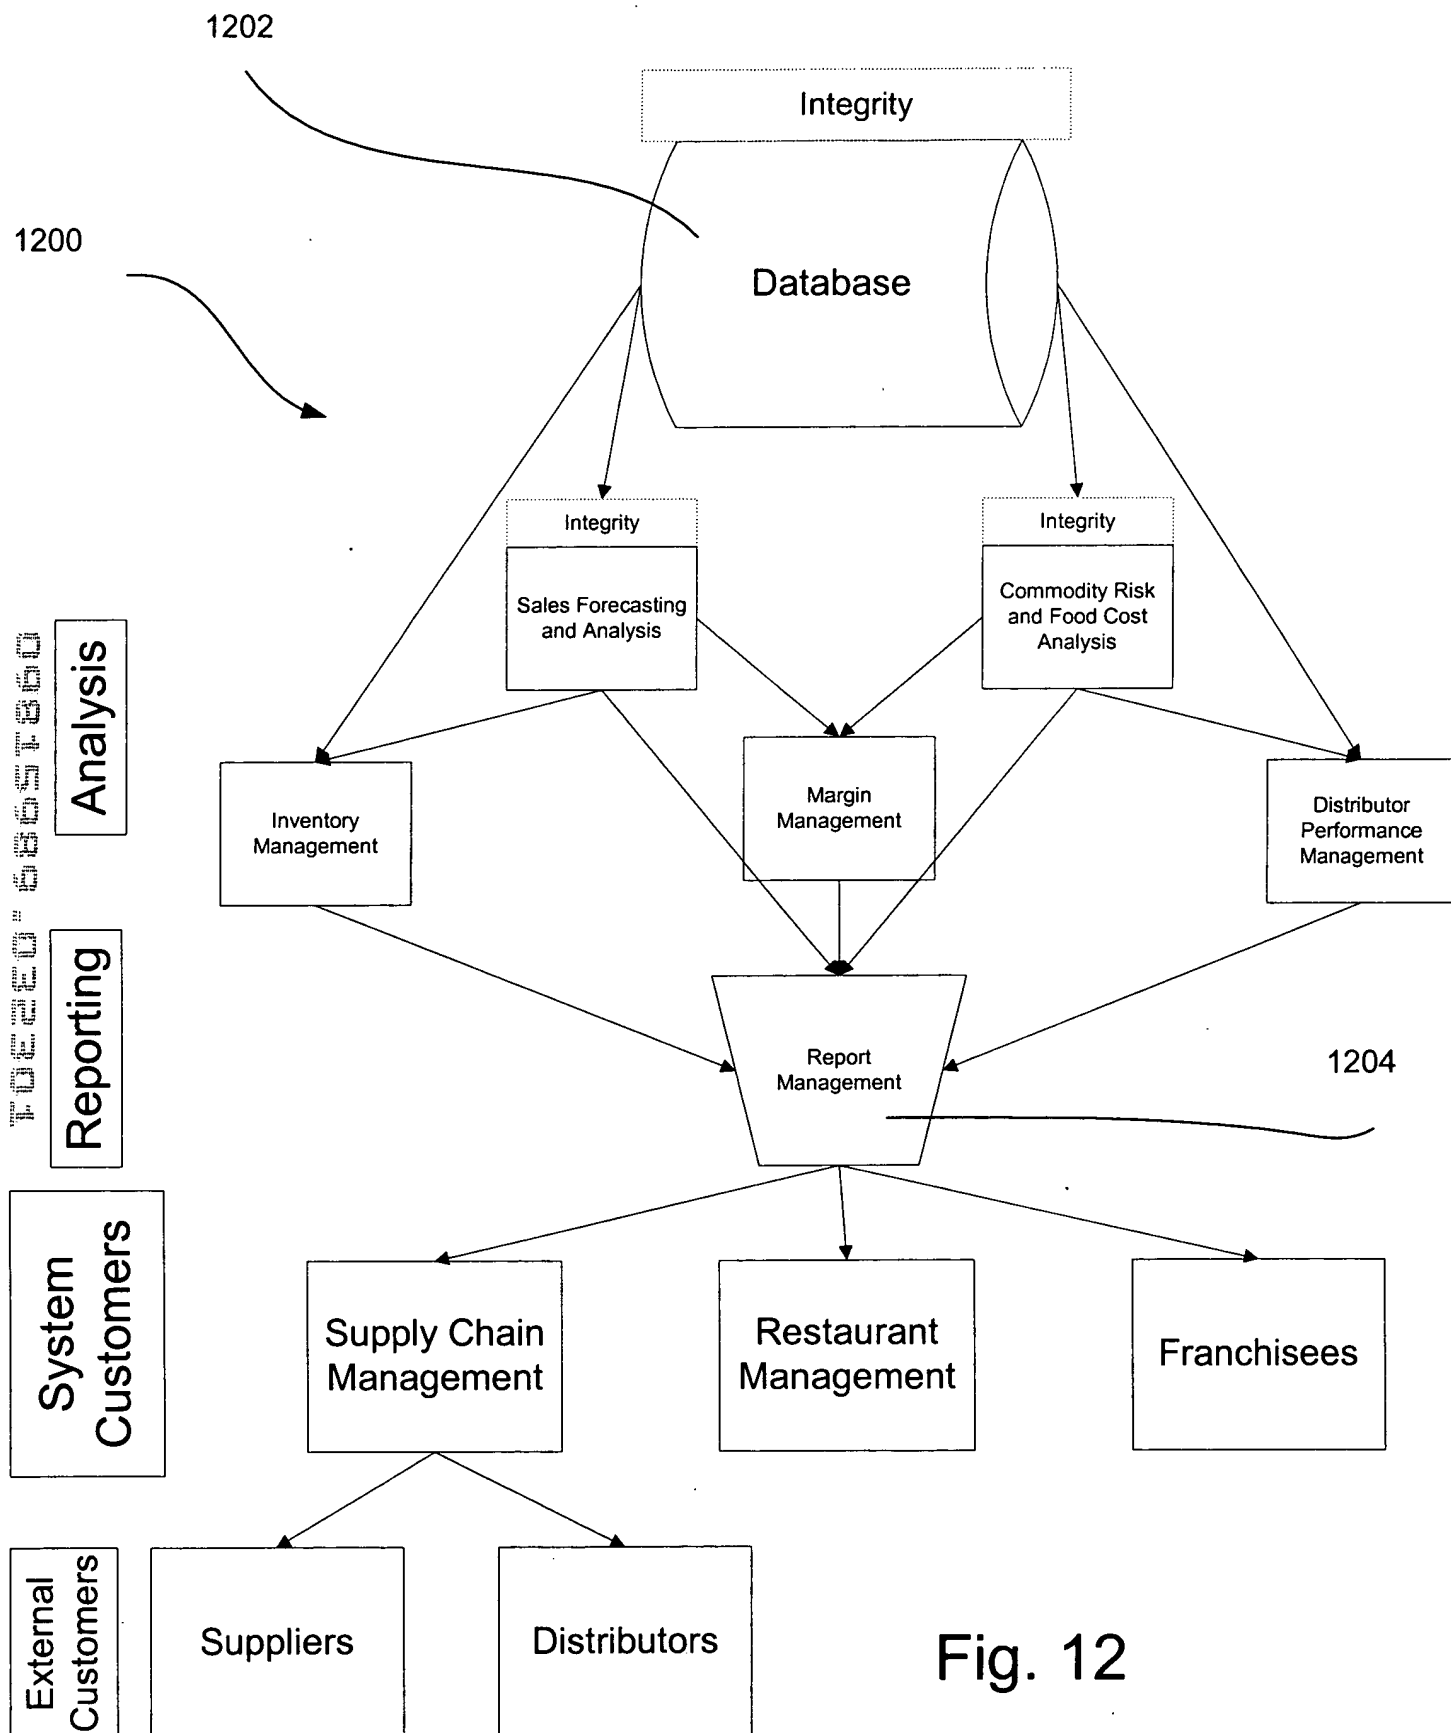 1202
Integrity
1200
Database
Integrity
Integrity
Sales Forecasting
and Analysis
Commodity Risk
and Food Cost
Analysis
Analysis
Inventory
Management
Margin
Management
Distributor
Performance
Management
Reporting
Report
Management
1204
System
Customers
Supply Chain
Management
Restaurant
Management
Franchisees
External
Customers
Suppliers
Distributors
Fig. 12